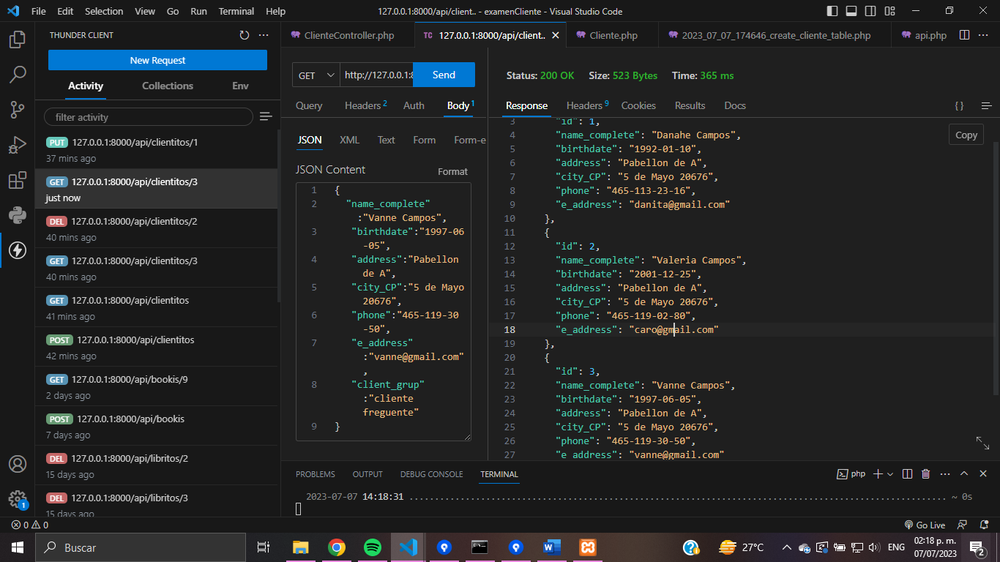 File Edit Selection View Go Run Terminal Help
127.0.0.1:8000/api/client.. - examenCliente - Visual Studio Code
THUNDER CLIENT
New Request
Activity Collections Env
filter activity
PUT 127.0.0.1:8000/api/clientitos/1
37 mins ago
GET 127.0.0.1:8000/api/clientitos/3
just now
DEL 127.0.0.1:8000/api/clientitos/2
40 mins ago
GET 127.0.0.1:8000/api/clientitos/3
40 mins ago
GET 127.0.0.1:8000/api/clientitos
41 mins ago
POST 127.0.0.1:8000/api/clientitos
42 mins ago
GET 127.0.0.1:8000/api/bookis/9
2 days ago
POST 127.0.0.1:8000/api/bookis
7 days ago
DEL 127.0.0.1:8000/api/libritos/2
15 days ago
DEL 127.0.0.1:8000/api/libritos/3
15 days ago
ClienteController.php TC 127.0.0.1:8000/api/client.. Cliente.php 2023_07_07_174646_create_cliente_table.php api.php
GET http://127.0.0.1:8 Send
Query Headers 2 Auth Body 1
JSON XML Text Form Form-e
JSON Content Format
1 {
2 "name_complete"
:"Vanne Campos",
3 "birthdate":"1997-06
-05",
4 "address":"Pabellon
de A",
5 "city_CP":"5 de Mayo
20676",
6 "phone":"465-119-30
-50",
7 "e_address"
:"vanne@gmail.com"
,
8 "client_grup"
:"cliente
freguente"
9 }
Status: 200 OK Size: 523 Bytes Time: 365 ms
Response Headers 9 Cookies Results Docs {}
Copy
3 "id": 1,
4 "name_complete": "Danahe Campos",
5 "birthdate": "1992-01-10",
6 "address": "Pabellon de A",
7 "city_CP": "5 de Mayo 20676",
8 "phone": "465-113-23-16",
9 "e_address": "danita@gmail.com"
10 },
11 {
12 "id": 2,
13 "name_complete": "Valeria Campos",
14 "birthdate": "2001-12-25",
15 "address": "Pabellon de A",
16 "city_CP": "5 de Mayo 20676",
17 "phone": "465-119-02-80",
18 "e_address": "caro@gmail.com"
19 },
20 {
21 "id": 3,
22 "name_complete": "Vanne Campos",
23 "birthdate": "1997-06-05",
24 "address": "Pabellon de A",
25 "city_CP": "5 de Mayo 20676",
26 "phone": "465-119-30-50",
27 "e_address": "vanne@gmail.com"
PROBLEMS OUTPUT DEBUG CONSOLE TERMINAL php
2023-07-07 14:18:31 ................................................................................................ ~ 0s
1
0 0 Go Live
Buscar
27°C ENG 02:18 p. m.
07/07/2023
2